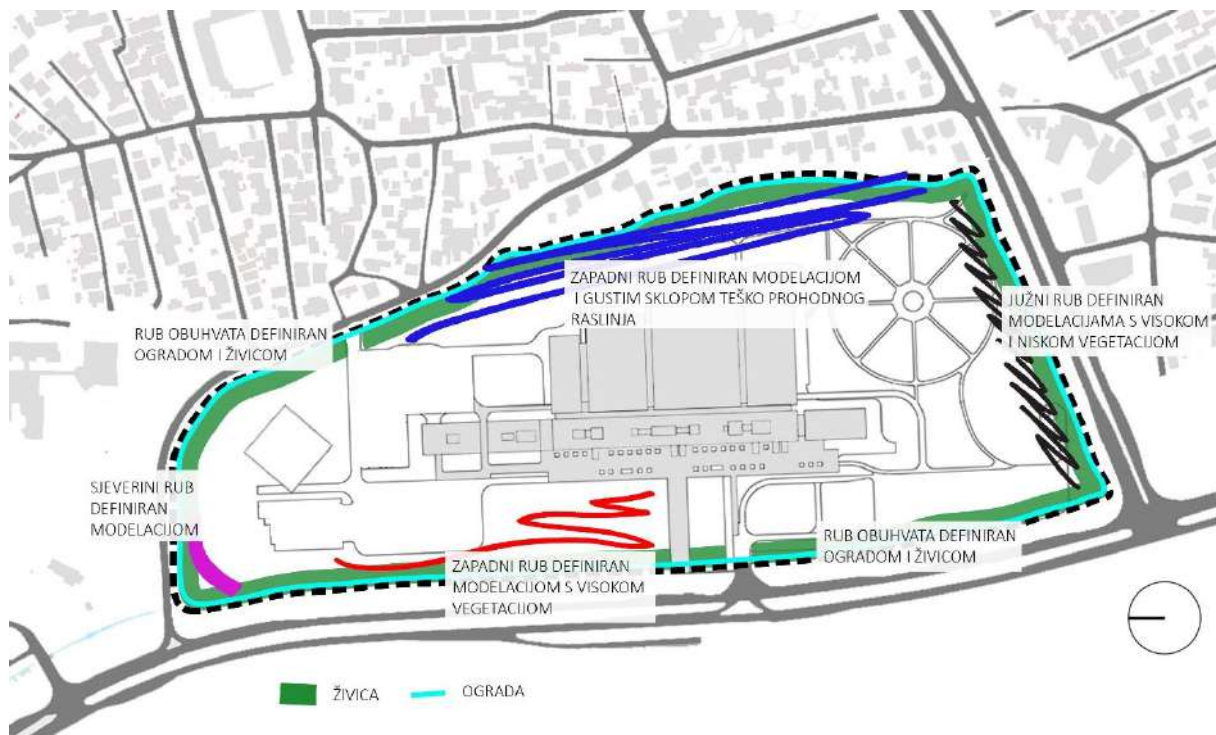 ZAPADNI RUB DEFINIRAN MODELACIJOM
I GUSTIM SKLOPOM TEŠKO PROHODNOG
RASLINJA
JUŽNI RUB DEFINIRAN
MODELACIJAMA S VISOKOM
I NISKOM VEGETACIJOM
RUB OBUHVATA DEFINIRAN
OGRADOM I ŽIVICOM
SJEVERINI RUB
DEFINIRAN
MODELACIJOM
RUB OBUHVATA DEFINIRAN
OGRADOM I ŽIVICOM
ZAPADNI RUB DEFINIRAN
MODELACIJOM S VISOKOM
VEGETACIJOM
ŽIVICA
OGRADA